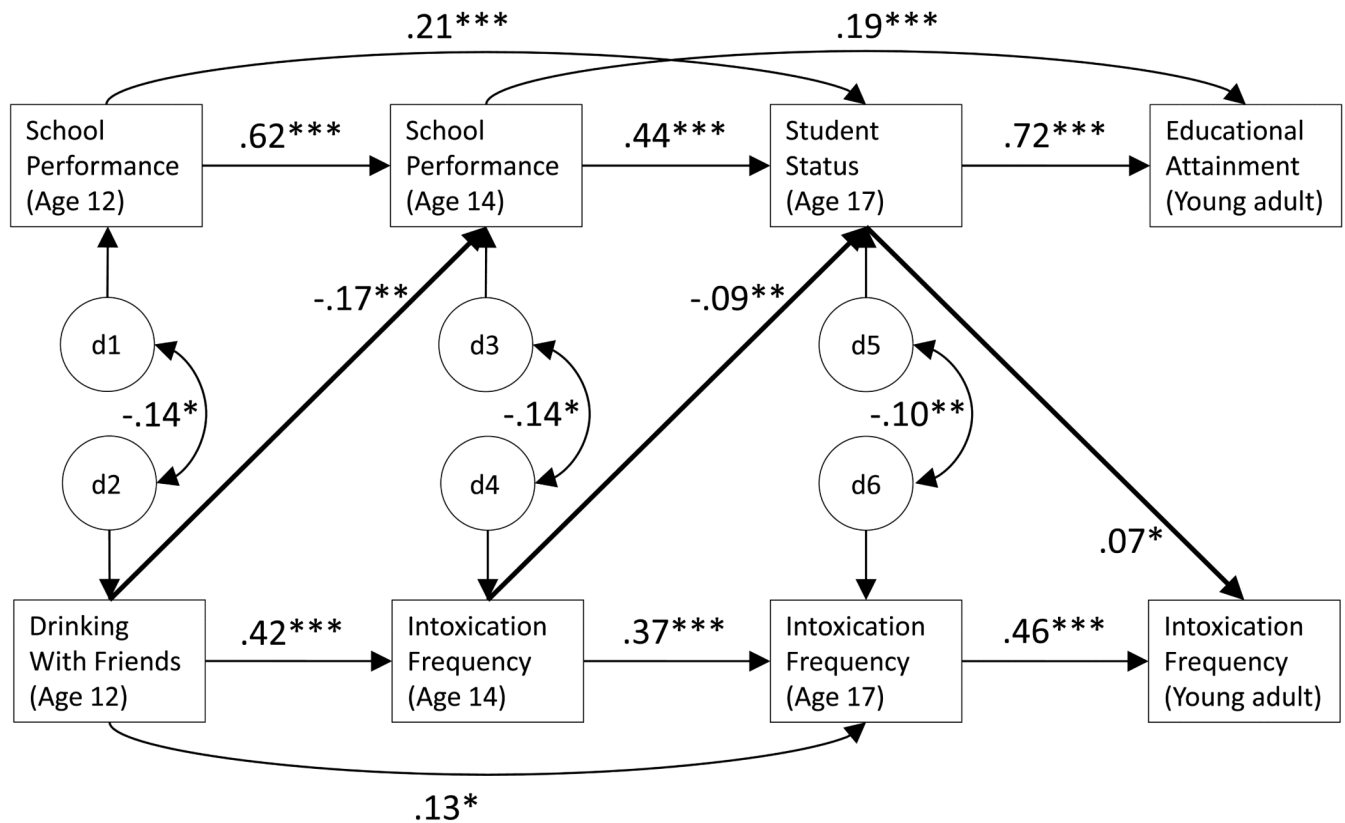 .21***
.19***
School
Performance
(Age 12)
.62***
School
Performance
(Age 14)
.44***
Student
Status
(Age 17)
.72***
Educational
Attainment
(Young adult)
-.17**
-.09**
d1
d3
d5
-.14*
-.14*
-.10**
d2
d4
d6
.07*
Drinking
With Friends
(Age 12)
.42***
Intoxication
Frequency
(Age 14)
.37***
Intoxication
Frequency
(Age 17)
.46***
Intoxication
Frequency
(Young adult)
.13*